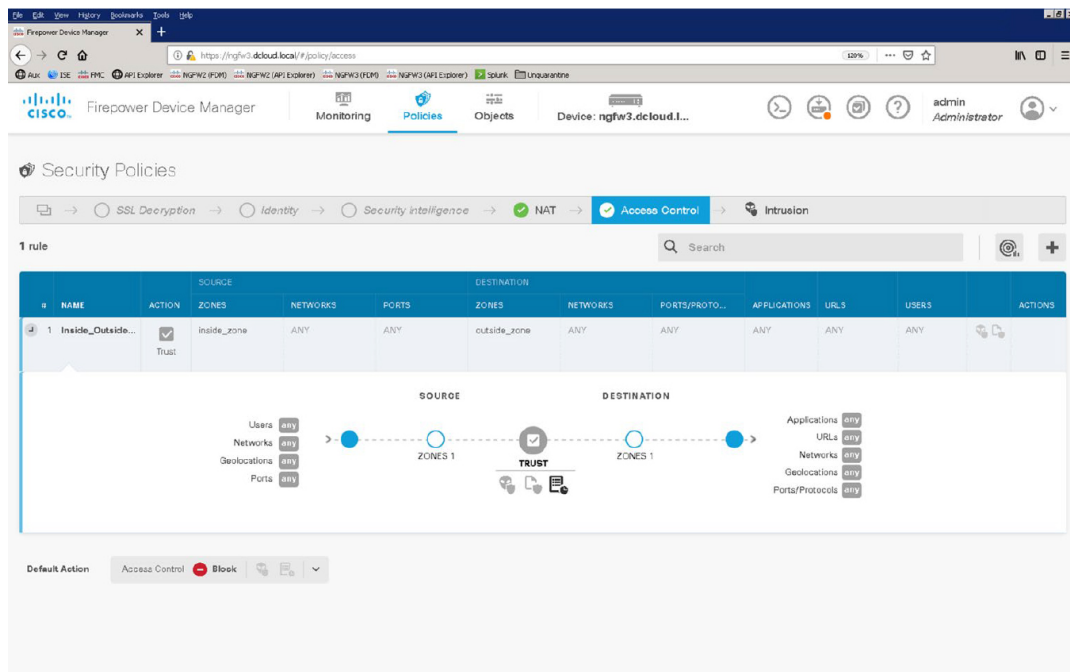 File Edit View History Bookmarks Tools Help
Firepower Device Manager X +
https://ngfw3.dcloud.local/#/policy/access 120% ...
Aux ISE FMC API Explorer NGFW2 (FDM) NGFW2 (API Explorer) NGFW3 (FDM) NGFW3 (API Explorer) Splunk Unquarantine
CISCO Firepower Device Manager Monitoring Policies Objects Device: ngfw3.dcloud.l... admin
Administrator
Security Policies
SSL Decryption Identity Security Intelligence NAT Access Control Intrusion
1 rule Search
SOURCE DESTINATION
# NAME ACTION ZONES NETWORKS PORTS ZONES NETWORKS PORTS/PROTO... APPLICATIONS URLS USERS ACTIONS
1 Inside_Outside... Trust inside_zone ANY ANY outside_zone ANY ANY ANY ANY ANY
SOURCE DESTINATION
Users any
Networks any
Geolocations any
Ports any
ZONES 1
TRUST
ZONES 1
Applications any
URLs any
Networks any
Geolocations any
Ports/Protocols any
Default Action Access Control Block